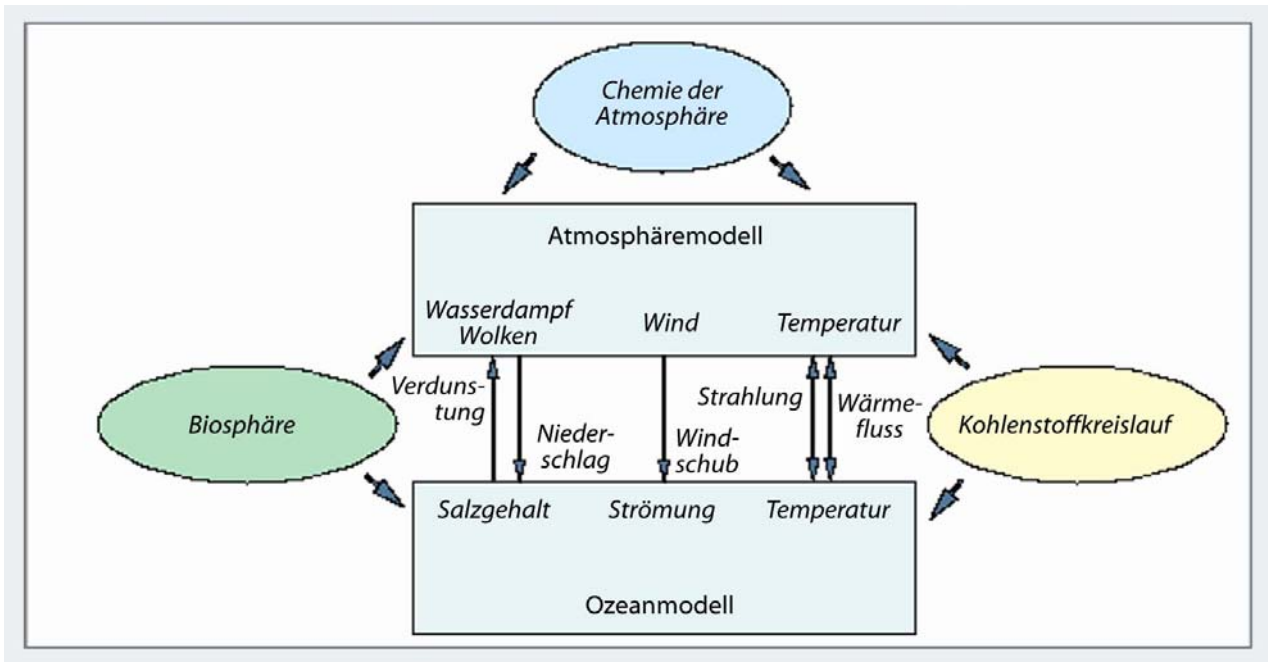 Chemie der
Atmosphäre
Atmosphäremodell
Wasserdampf
Wolken
Wind
Temperatur
Verduns-
tung
Nieder-
schlag
Wind-
schub
Strahlung
Wärme-
fluss
Biosphäre
Kohlenstoffkreislauf
Salzgehalt
Strömung
Temperatur
Ozeanmodell